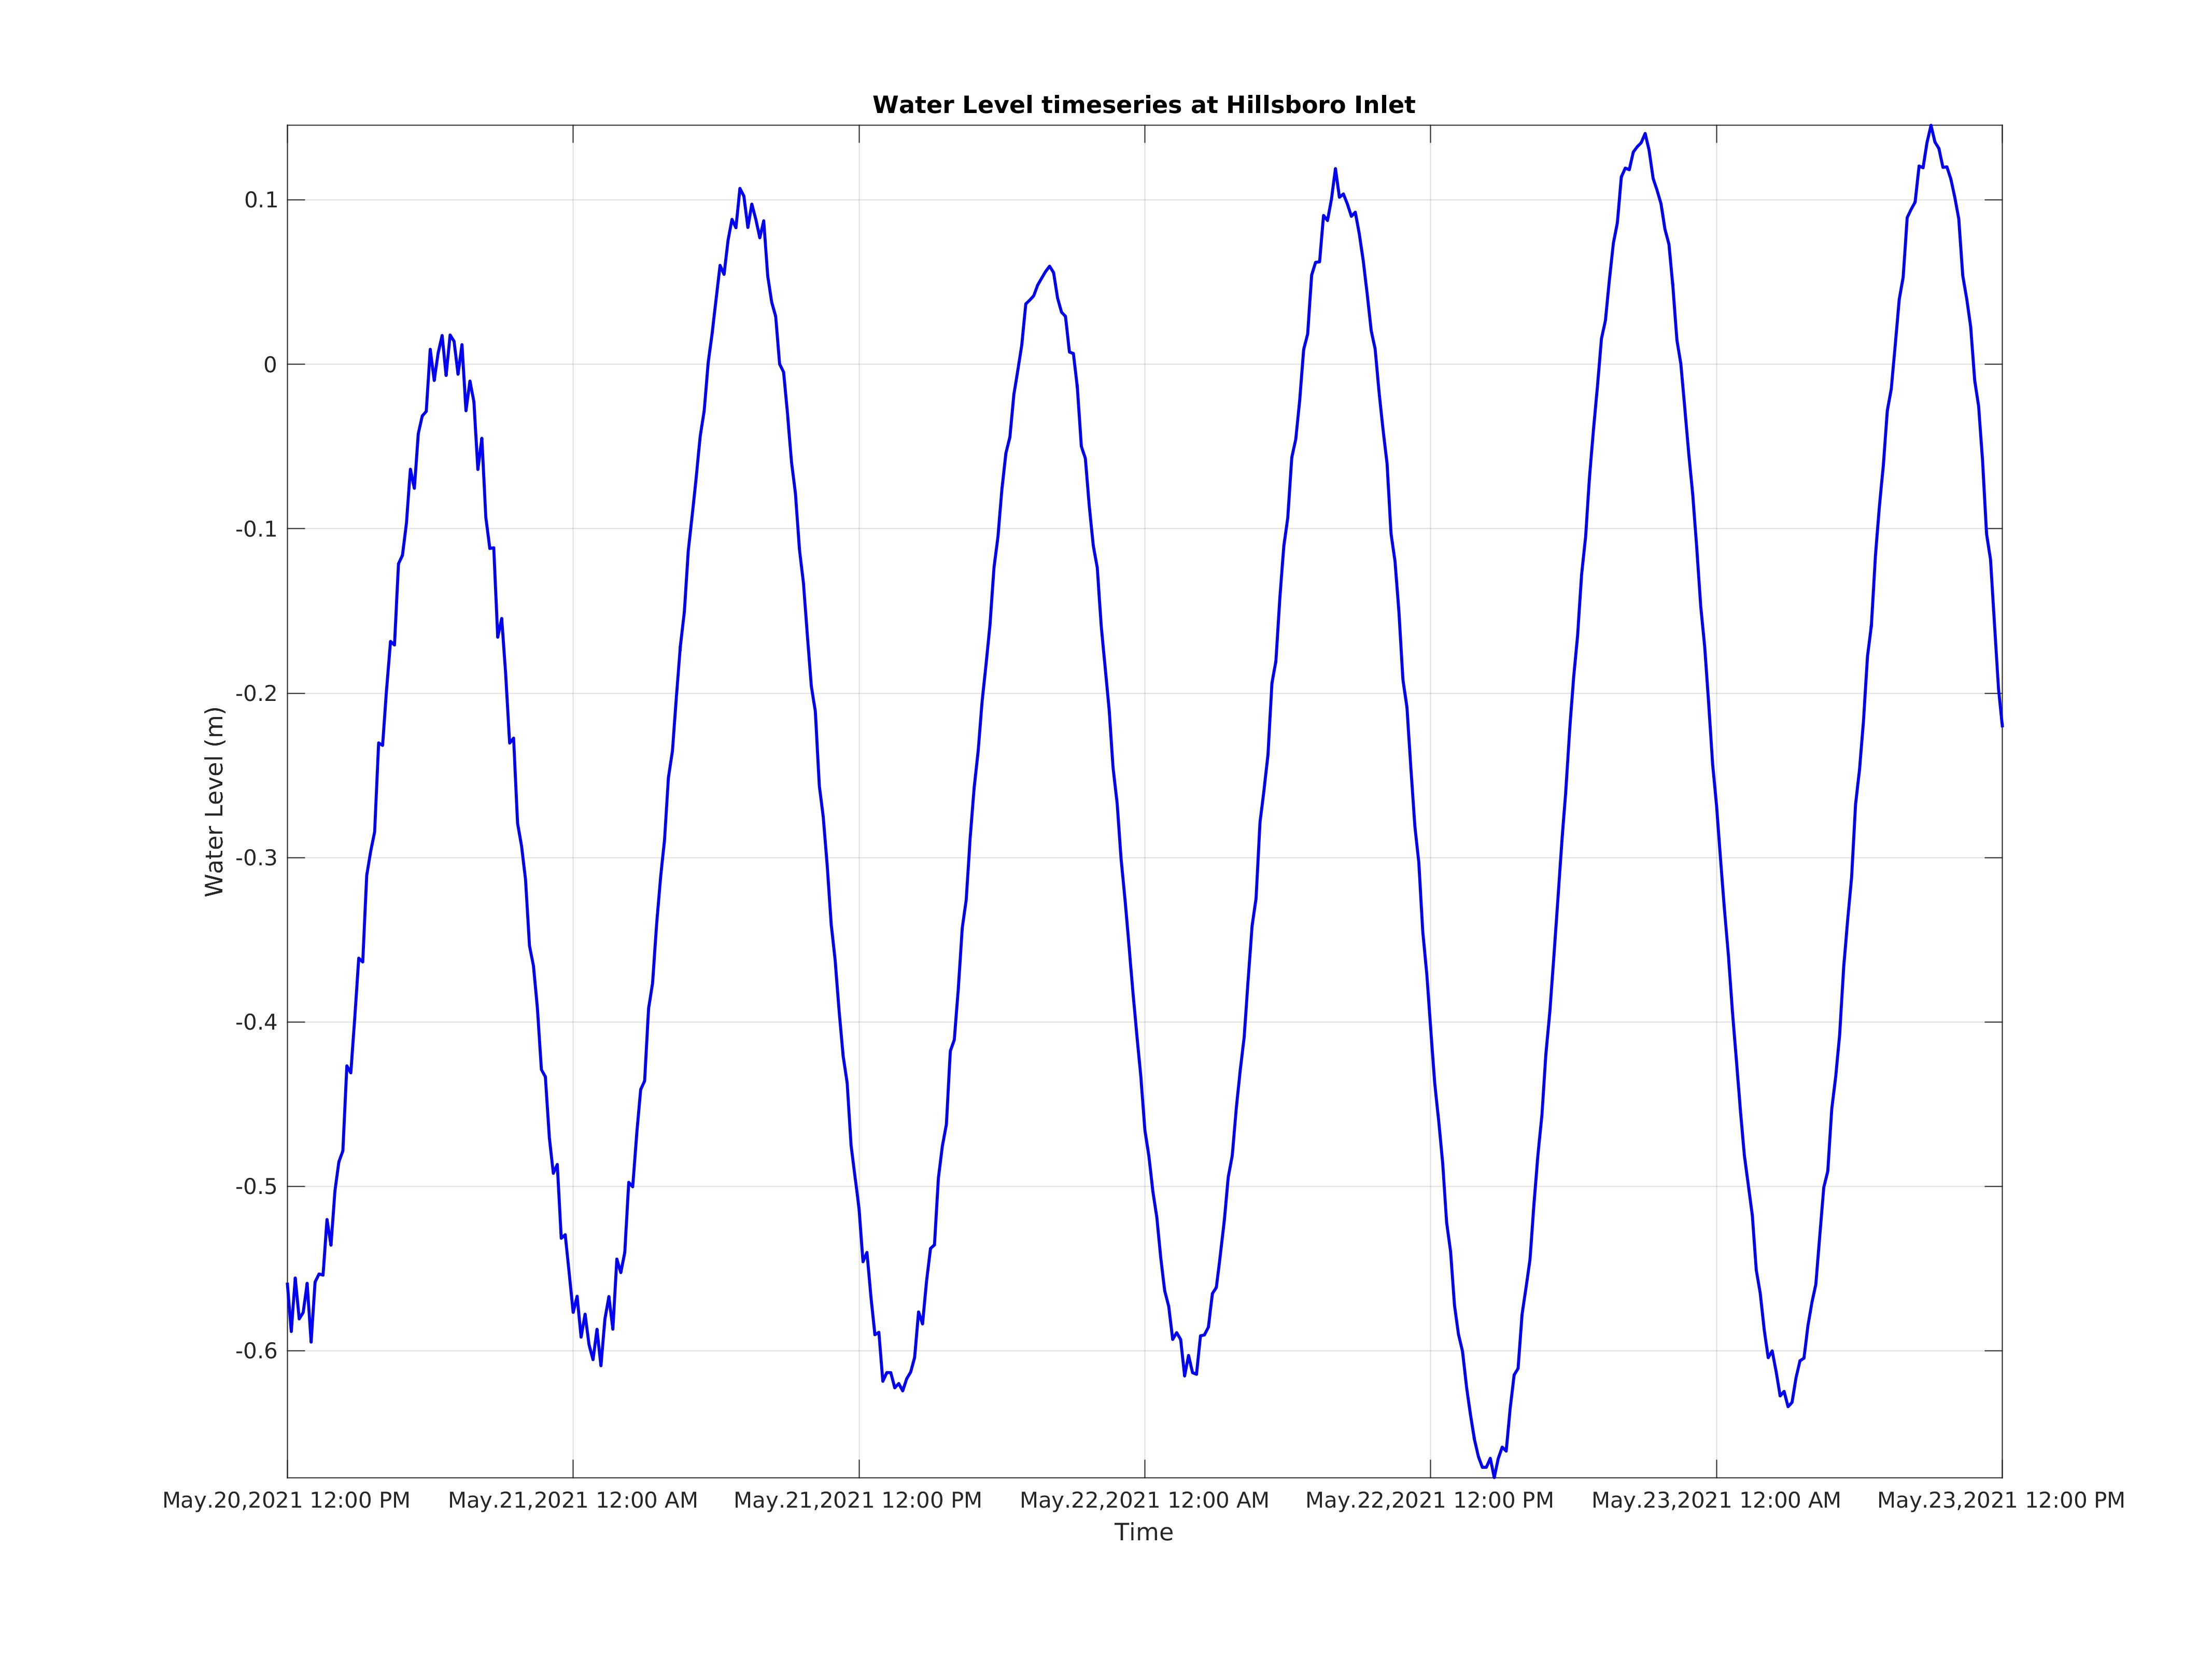 Water Level timeseries at Hillsboro Inlet
0.1
0
-0.1
-0.2
-0.3
-0.4
-0.5
-0.6
Water Level (m)
May.20,2021 12:00 PM May.21,2021 12:00 AM May.21,2021 12:00 PM May.22,2021 12:00 AM May.22,2021 12:00 PM May.23,2021 12:00 AM May.23,2021 12:00 PM
Time